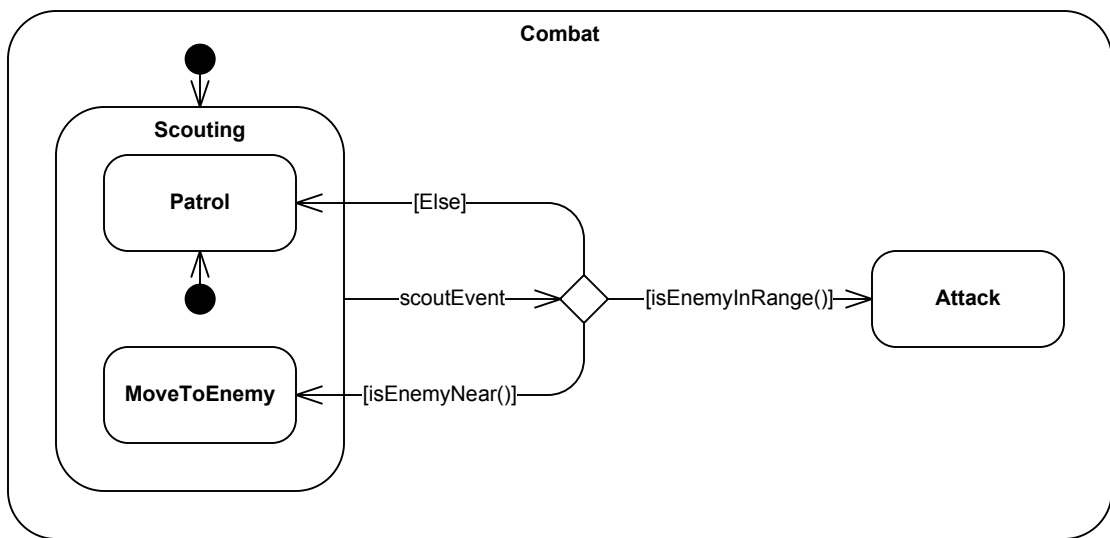 Combat
Scouting
Patrol
[Else]
scoutEvent
[isEnemyInRange()]
Attack
MoveToEnemy
[isEnemyNear()]